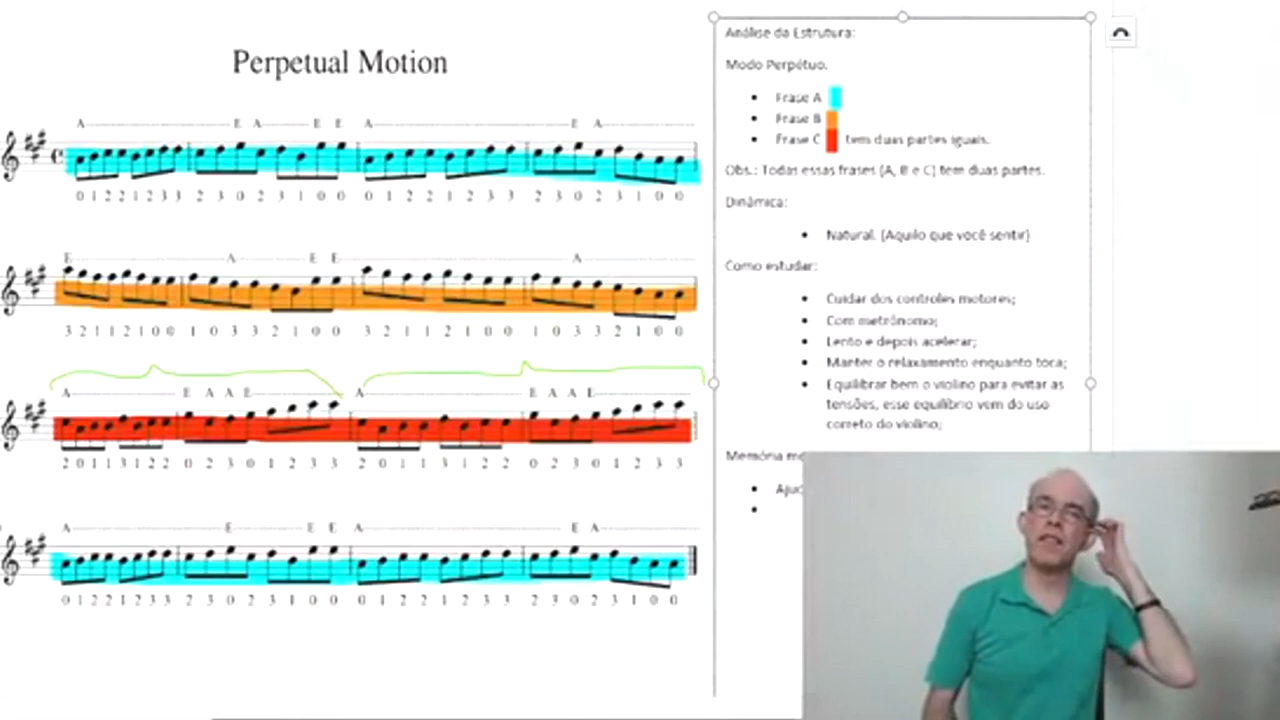 Perpetual Motion
A E A E E A E A
0 1 2 2 1 2 3 3 2 3 0 2 3 1 0 0 0 1 2 2 1 2 3 3 2 3 0 2 3 1 0 0
E A E E A
3 2 1 1 2 1 0 0 1 0 3 3 2 1 0 0 3 2 1 1 2 1 0 0 1 0 3 3 2 1 0 0
A E A A E A E A A E
2 0 1 1 3 1 2 2 0 2 3 0 1 2 3 3 2 0 1 1 3 1 2 2 0 2 3 0 1 2 3 3
A E E E A E A
0 1 2 2 1 2 3 3 2 3 0 2 3 1 0 0 0 1 2 2 1 2 3 3 2 3 0 2 3 1 0 0
Análise da Estrutura:
Modo Perpétuo.
• Frase A
• Frase B
• Frase C tem duas partes iguais.
Obs.: Todas essas frases (A, B e C) tem duas partes.
Dinâmica:
• Natural. (Aquilo que você sentir)
Como estudar:
• Cuidar dos controles motores;
• Com metrônomo;
• Lento e depois acelerar;
• Manter o relaxamento enquanto toca;
• Equilibrar bem o violino para evitar as
tensões, esse equilíbrio vem do uso
correto do violino;
Memória